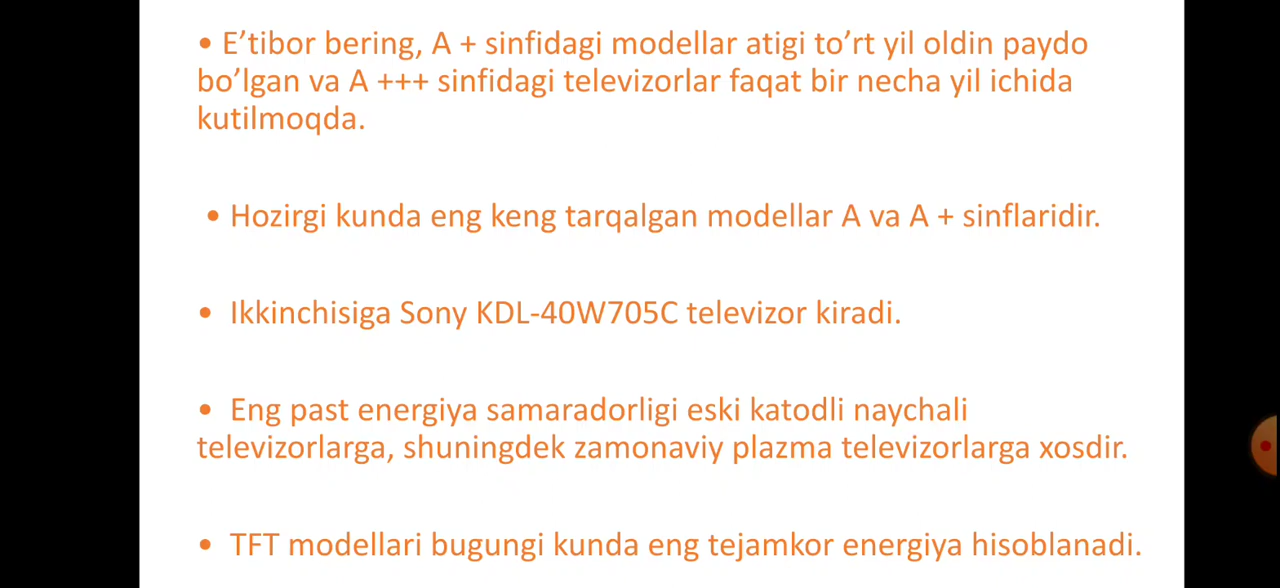 • E’tibor bering, A + sinfidagi modellar atigi to’rt yil oldin paydo
bo’lgan va A +++ sinfidagi televizorlar faqat bir necha yil ichida
kutilmoqda.
• Hozirgi kunda eng keng tarqalgan modellar A va A + sinflaridir.
• Ikkinchisiga Sony KDL-40W705C televizor kiradi.
• Eng past energiya samaradorligi eski katodli naychali
televizorlarga, shuningdek zamonaviy plazma televizorlarga xosdir.
• TFT modellari bugungi kunda eng tejamkor energiya hisoblanadi.